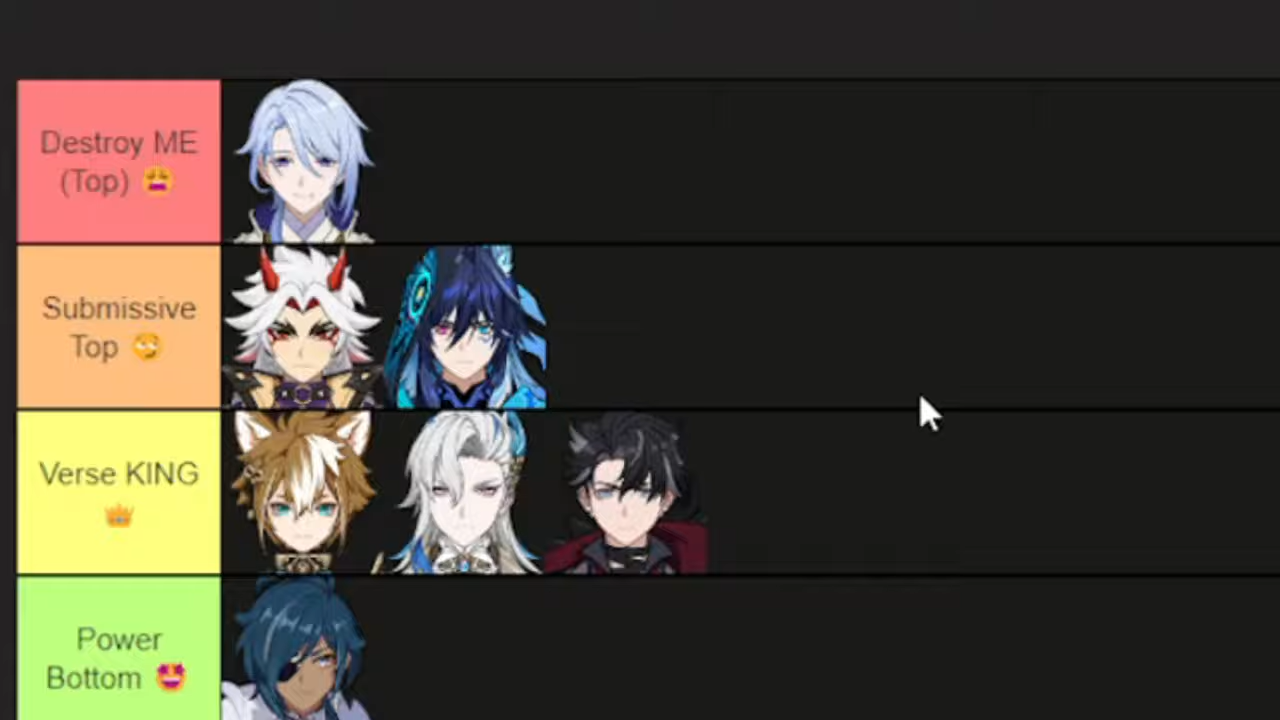 Destroy ME
(Top) 😩
Submissive
Top 😏
Verse KING
👑
Power
Bottom 🤩